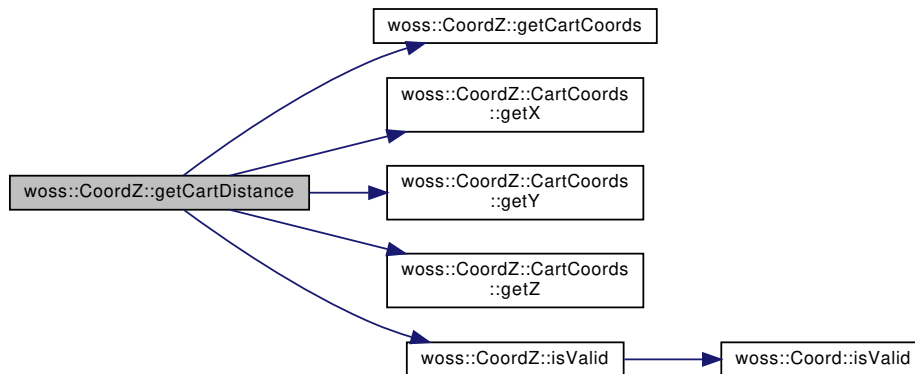 woss::CoordZ::getCartCoords
woss::CoordZ::CartCoords
::getX
woss::CoordZ::getCartDistance
woss::CoordZ::CartCoords
::getY
woss::CoordZ::CartCoords
::getZ
woss::CoordZ::isValid
woss::Coord::isValid